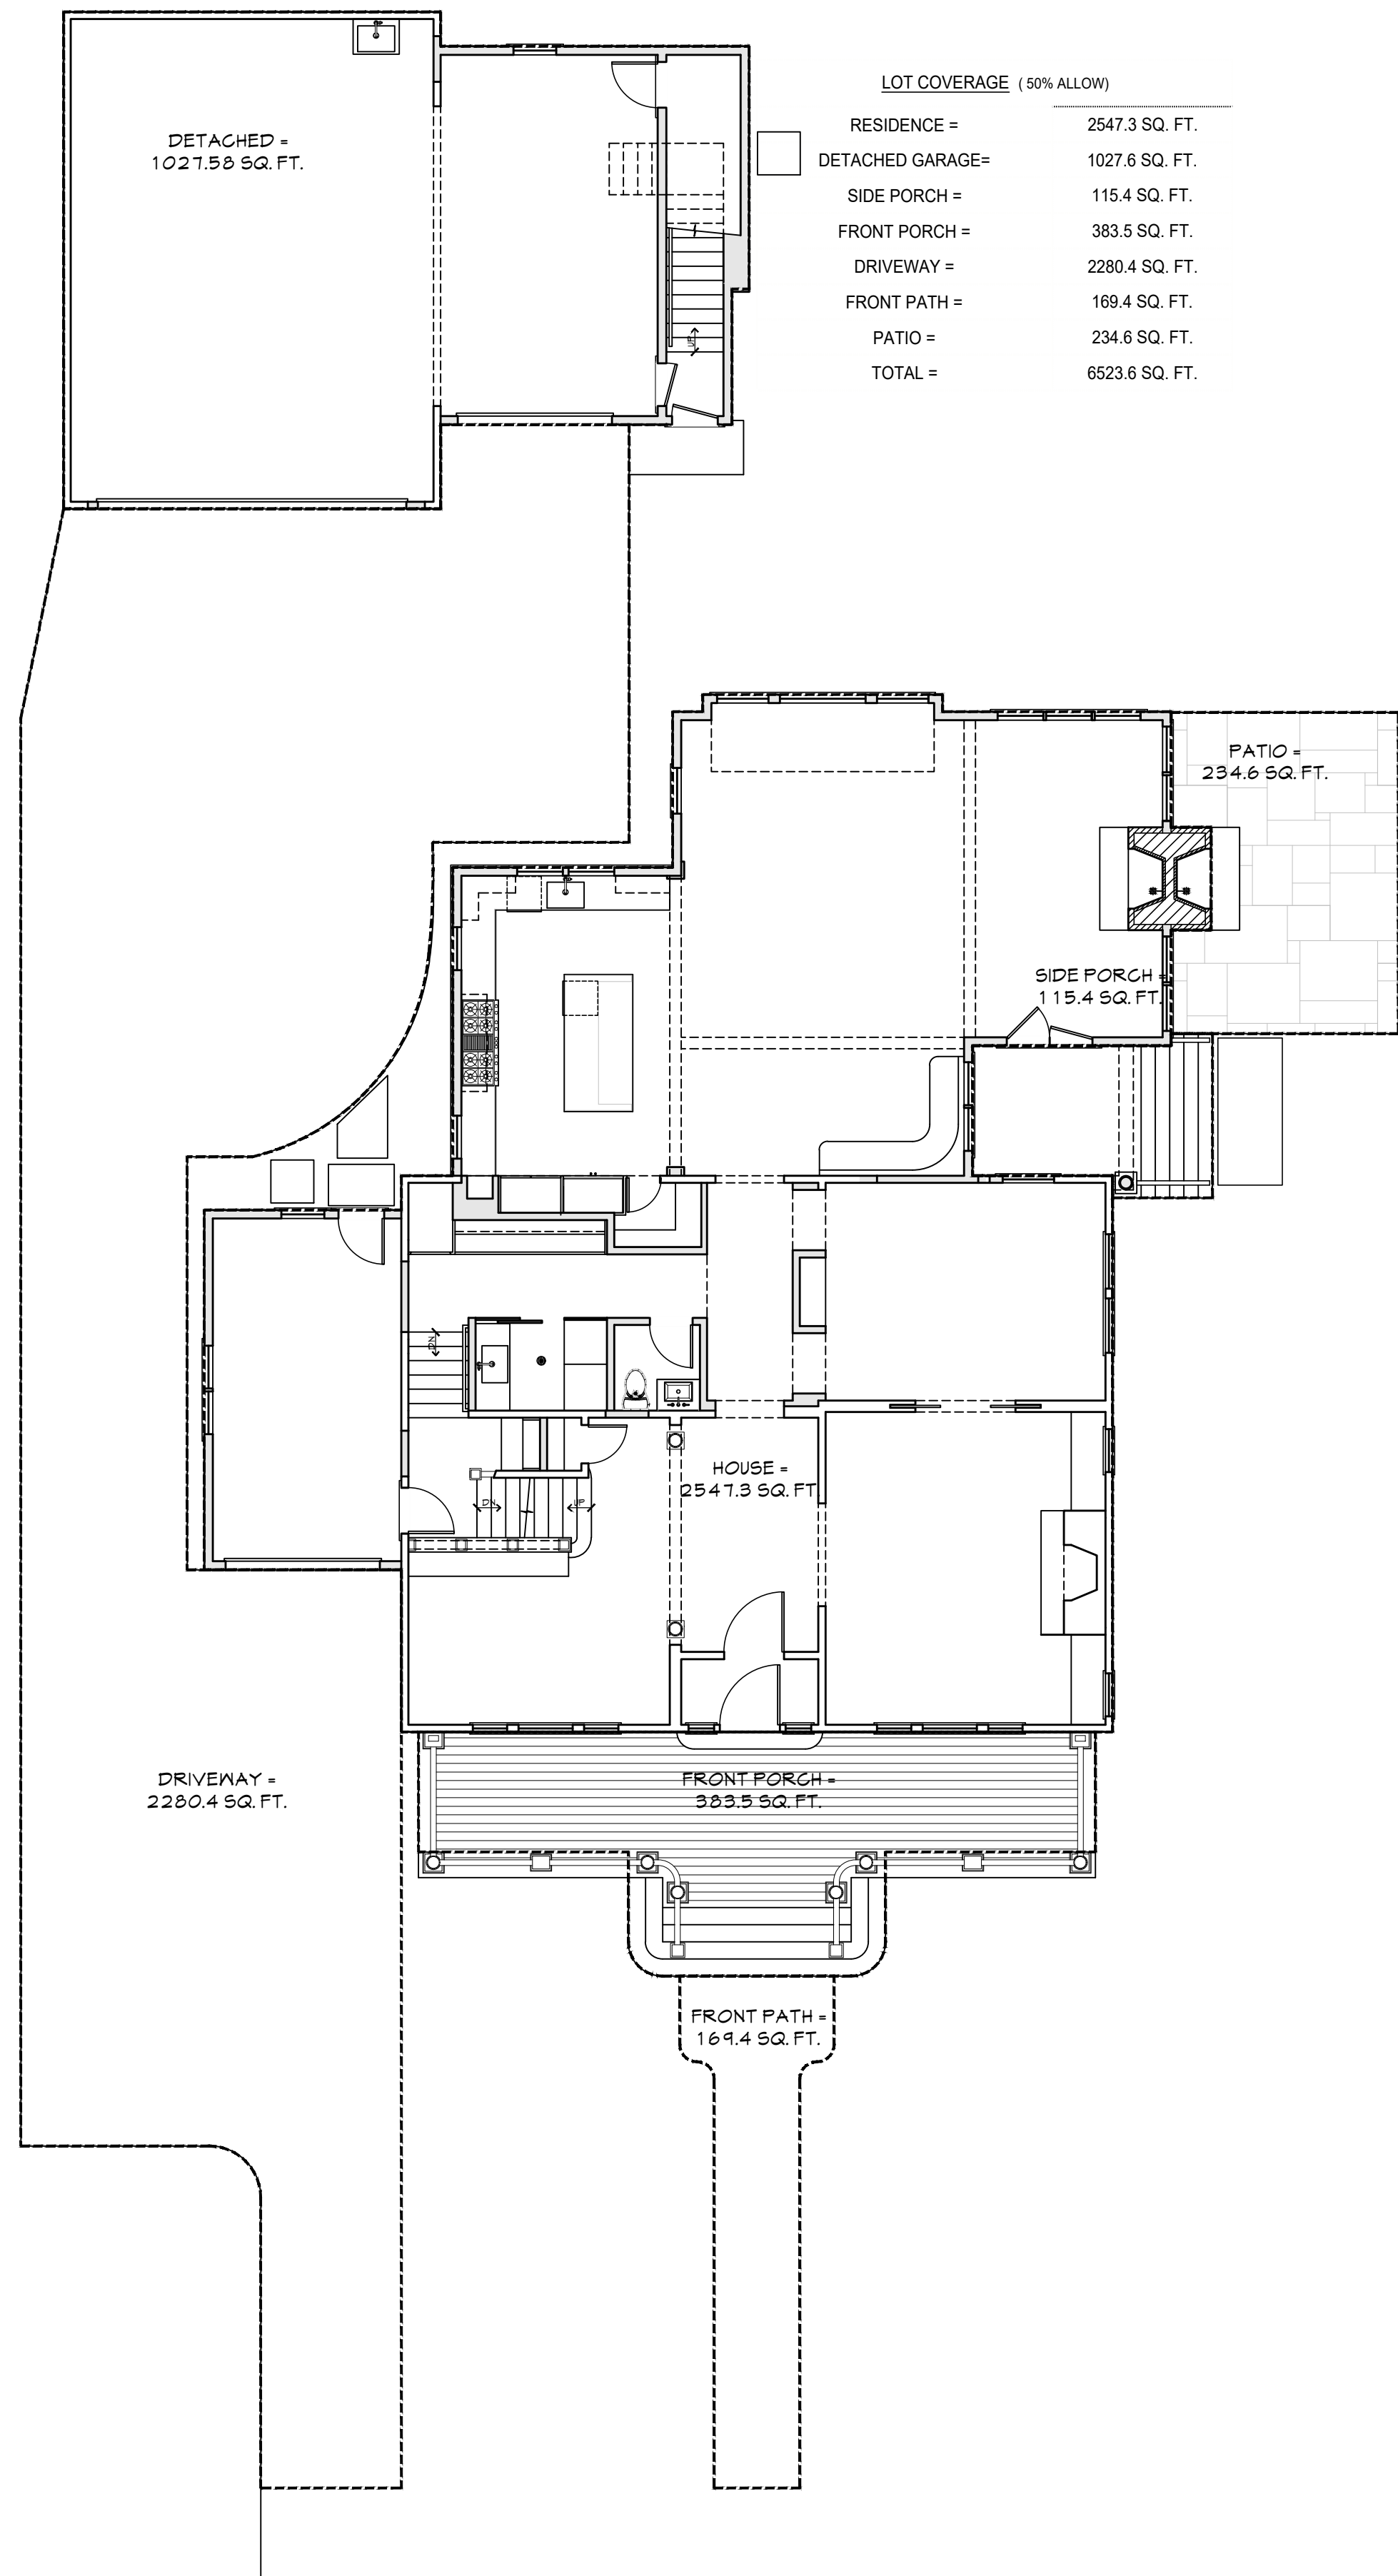 LOT COVERAGE ( 50% ALLOW)
RESIDENCE = 2547.3 SQ. FT.
DETACHED GARAGE= 1027.6 SQ. FT.
SIDE PORCH = 115.4 SQ. FT.
FRONT PORCH = 383.5 SQ. FT.
DRIVEWAY = 2280.4 SQ. FT.
FRONT PATH = 169.4 SQ. FT.
PATIO = 234.6 SQ. FT.
TOTAL = 6523.6 SQ. FT.
DETACHED =
1027.58 SQ. FT.
UP
PATIO =
234.6 SQ. FT.
SIDE PORCH =
115.4 SQ. FT.
DN
HOUSE =
2547.3 SQ. FT
DN
UP
DRIVEWAY =
2280.4 SQ. FT.
FRONT PORCH =
383.5 SQ. FT.
FRONT PATH =
169.4 SQ. FT.